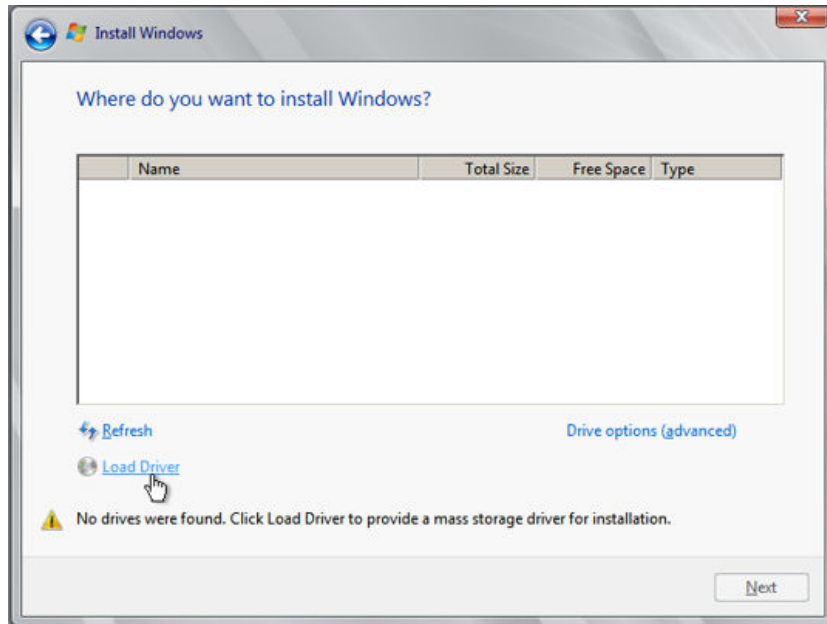 Install Windows
Where do you want to install Windows?
Name Total Size Free Space Type
Refresh Drive options (advanced)
Load Driver
No drives were found. Click Load Driver to provide a mass storage driver for installation.
Next